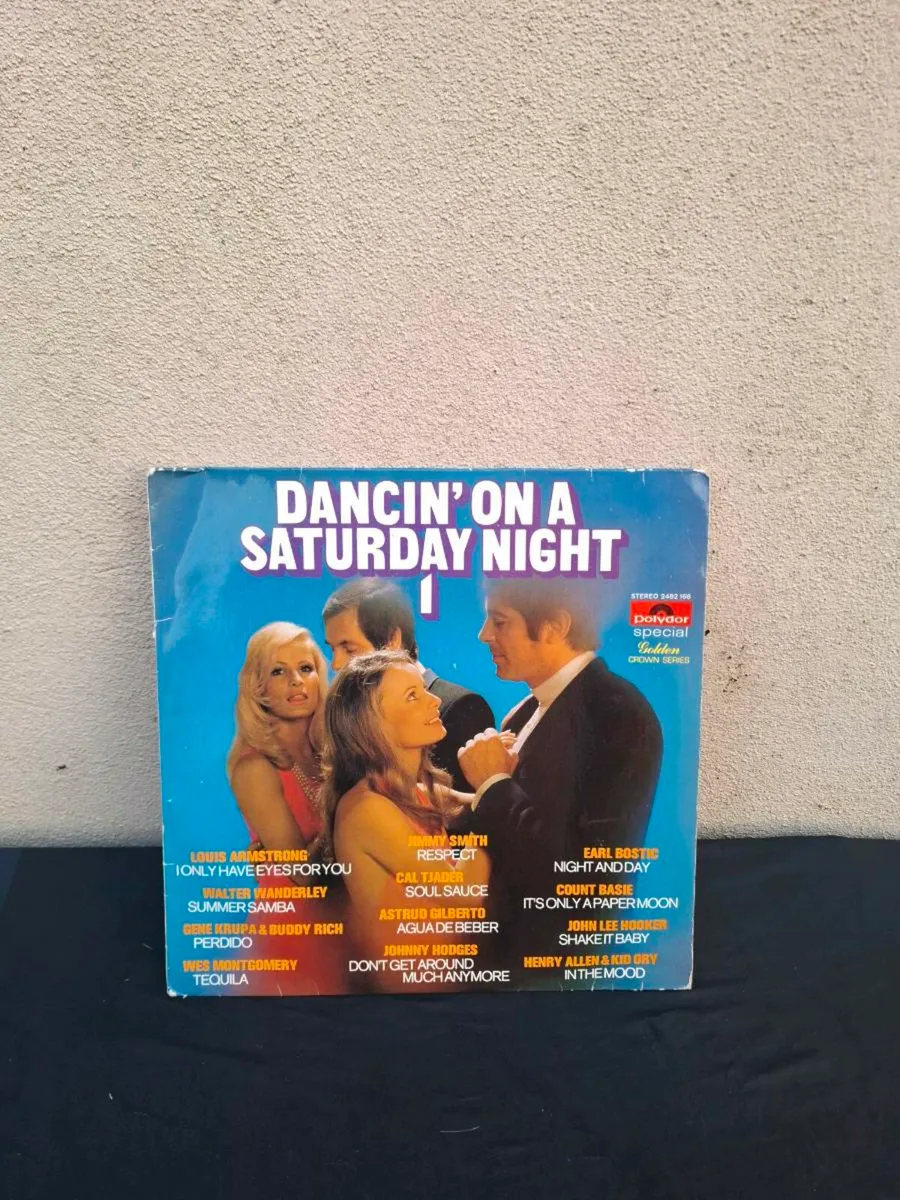 DANCIN' ON A
SATURDAY NIGHT
1
STEREO 2482 166
polydor
special
Golden
CROWN SERIES
LOUIS ARMSTRONG
I ONLY HAVE EYES FOR YOU
WALTER WANDERLEY
SUMMER SAMBA
GENE KRUPA & BUDDY RICH
PERDIDO
WES MONTGOMERY
TEQUILA
JIMMY SMITH
RESPECT
CAL TJADER
SOUL SAUCE
ASTRUD GILBERTO
AGUA DE BEBER
JOHNNY HODGES
DON'T GET AROUND
MUCH ANYMORE
EARL BOSTIC
NIGHT AND DAY
COUNT BASIE
IT'S ONLY A PAPER MOON
JOHN LEE HOOKER
SHAKE IT BABY
HENRY ALLEN & KID ORY
IN THE MOOD